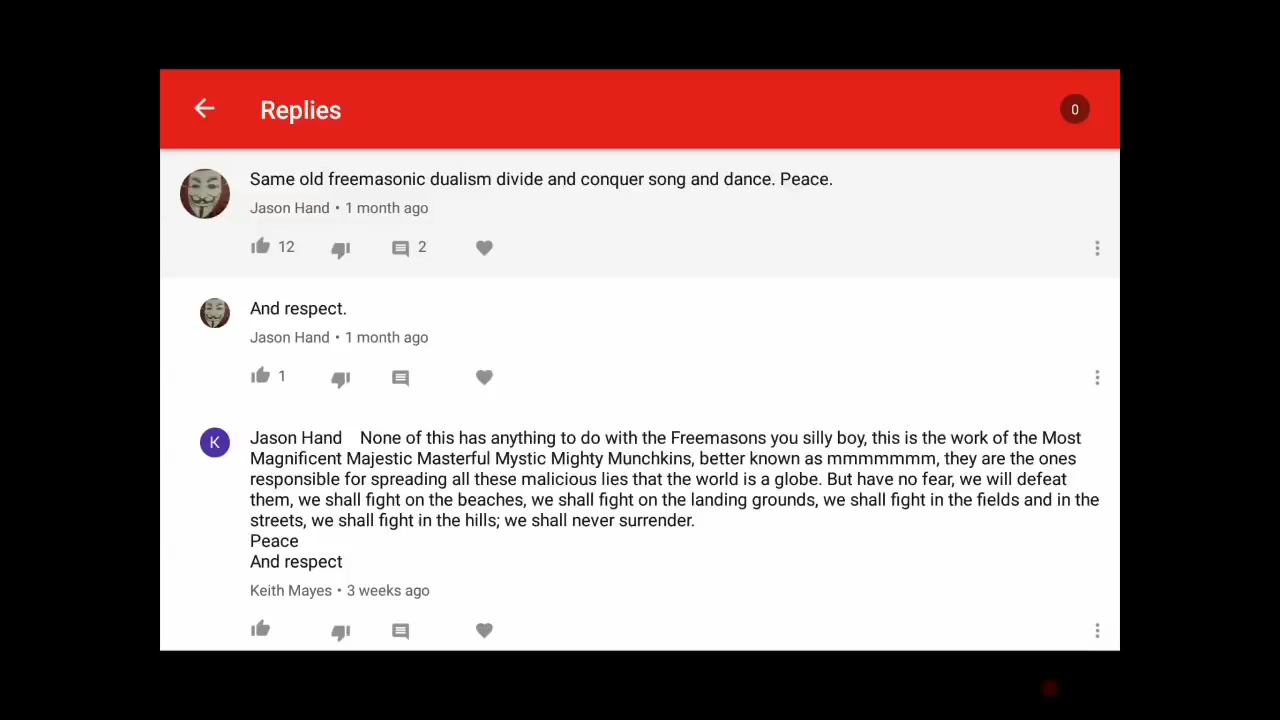 Replies
0
Same old freemasonic dualism divide and conquer song and dance. Peace.
Jason Hand • 1 month ago
12
2
And respect.
Jason Hand • 1 month ago
1
K
Jason Hand    None of this has anything to do with the Freemasons you silly boy, this is the work of the Most
Magnificent Majestic Masterful Mystic Mighty Munchkins, better known as mmmmmmm, they are the ones
responsible for spreading all these malicious lies that the world is a globe. But have no fear, we will defeat
them, we shall fight on the beaches, we shall fight on the landing grounds, we shall fight in the fields and in the
streets, we shall fight in the hills; we shall never surrender.
Peace
And respect
Keith Mayes • 3 weeks ago